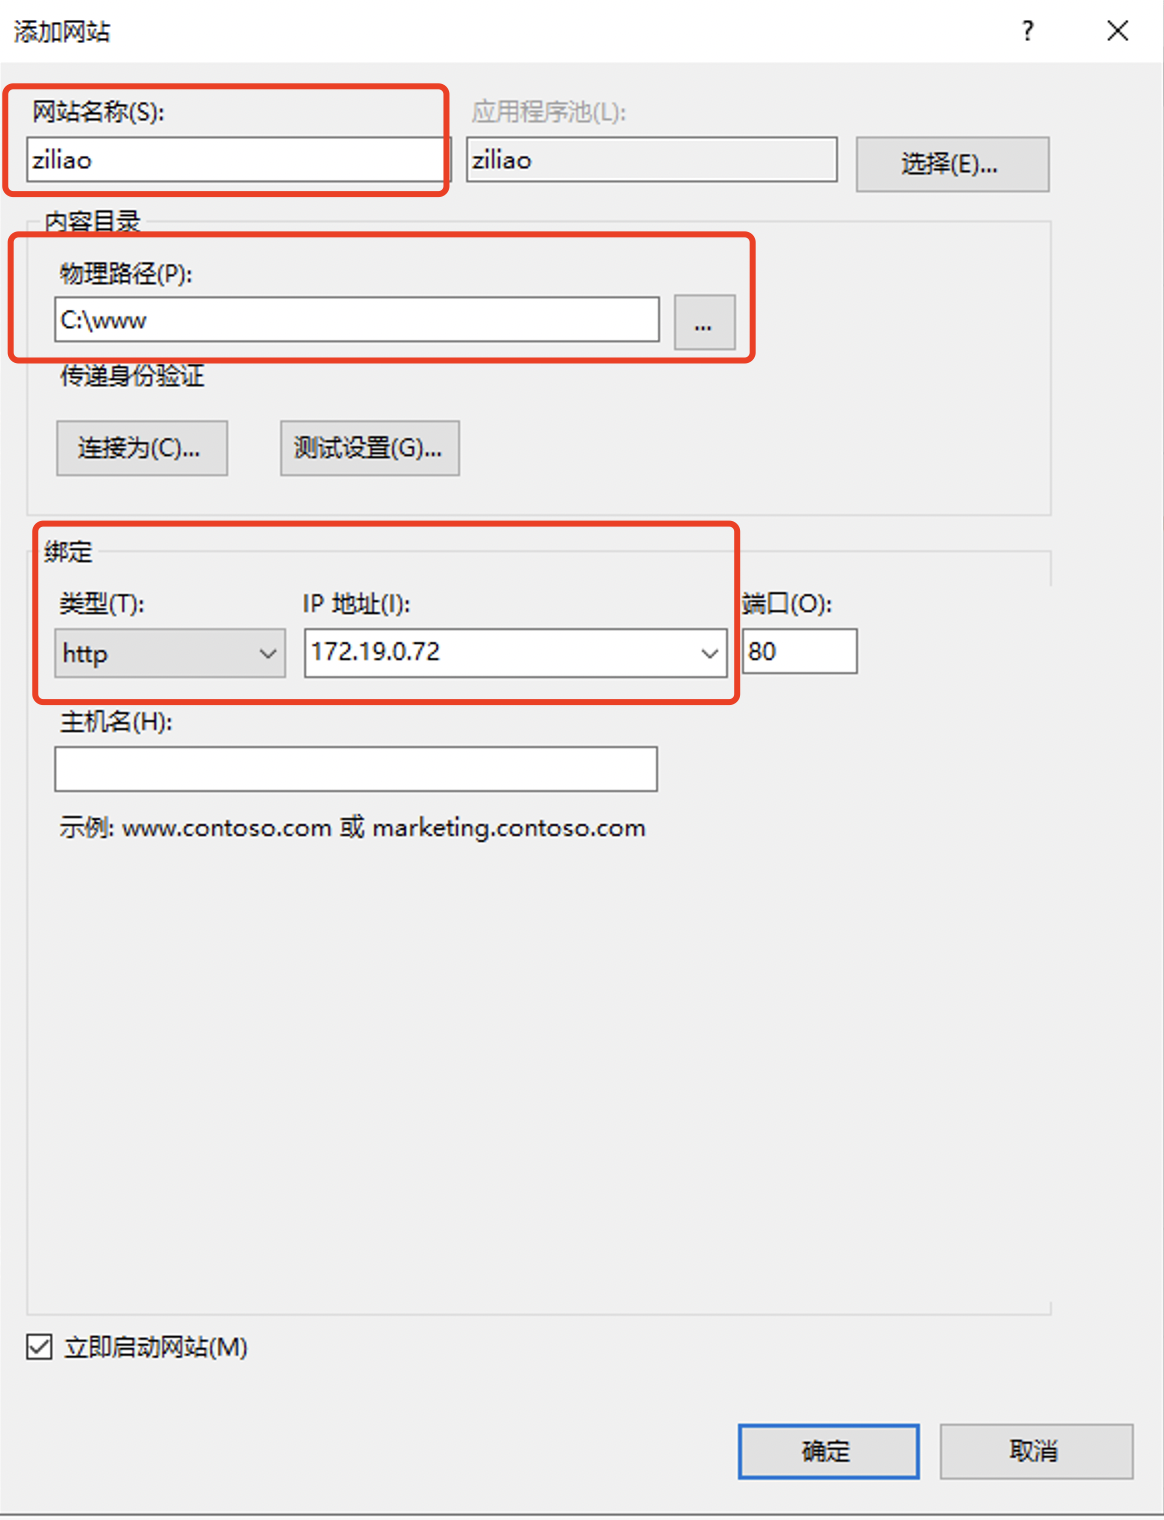 添加网站
?
网站名称(S):
应用程序池(L):
ziliao
ziliao
选择(E)...
内容目录
物理路径(P):
C:\www
...
传递身份验证
连接为(C)...
测试设置(G)...
绑定
类型(T):
IP 地址(I):
端口(O):
http
172.19.0.72
80
主机名(H):
示例: www.contoso.com 或 marketing.contoso.com
立即启动网站(M)
确定
取消